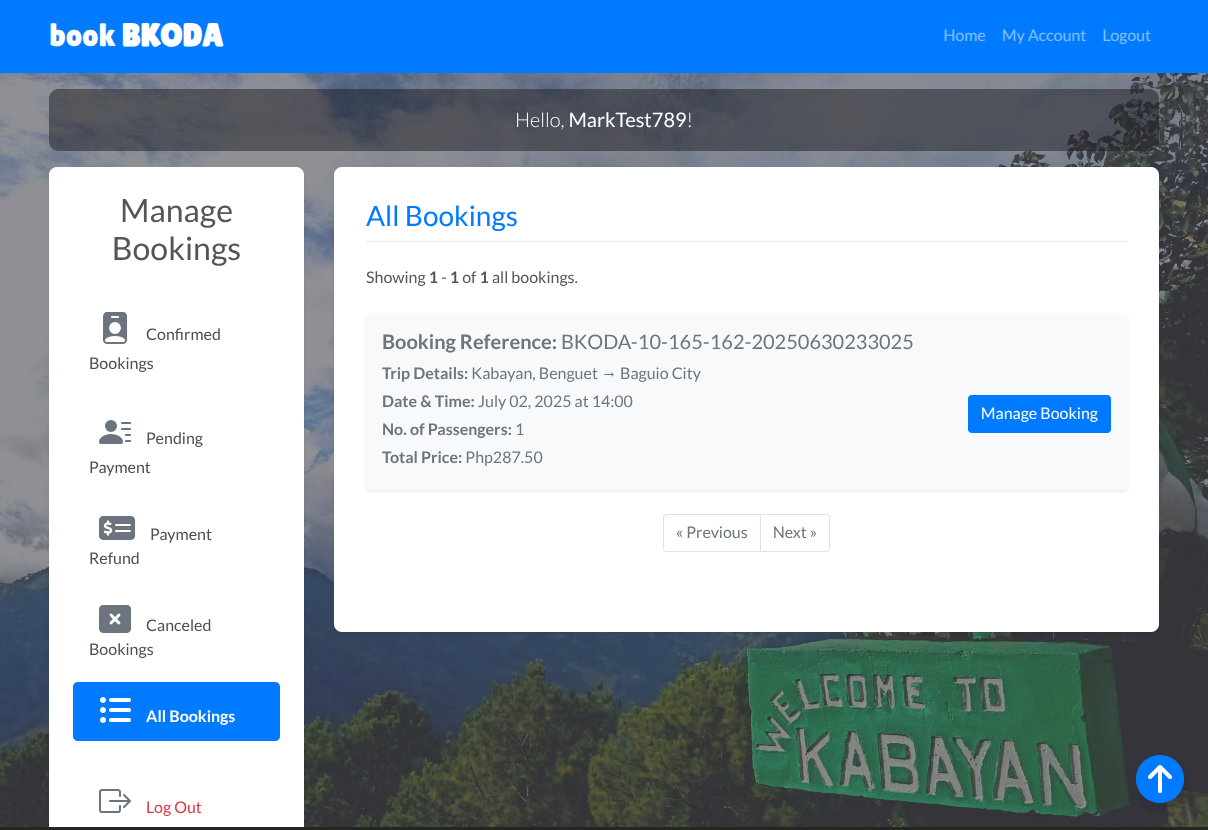 book BKODA
Home My Account Logout
Hello, MarkTest789!
Manage
Bookings
Confirmed
Bookings
Pending
Payment
Payment
Refund
Canceled
Bookings
All Bookings
Log Out
All Bookings
Showing 1 - 1 of 1 all bookings.
Booking Reference: BKODA-10-165-162-20250630233025
Trip Details: Kabayan, Benguet → Baguio City
Date & Time: July 02, 2025 at 14:00
No. of Passengers: 1
Total Price: Php287.50
Manage Booking
« Previous Next »
WELCOME TO
KABAYAN